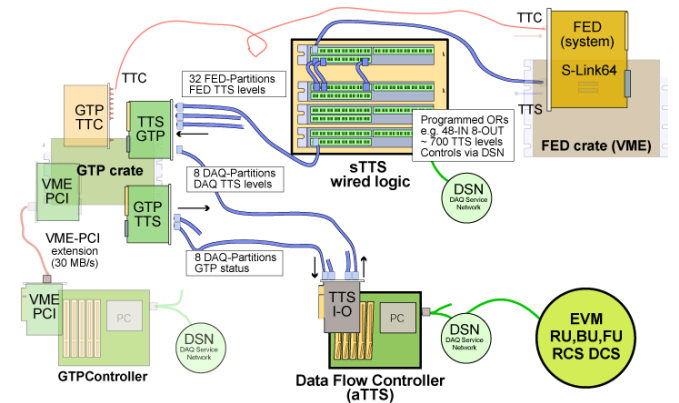 TTC
FED
(system)
S-Link64
TTS
FED crate (VME)
TTC
32 FED-Partitions
FED TTS levels
GTP
TTC
TTS
GTP
Programmed ORs
e.g. 48-IN 8-OUT
~ 700 TTS levels
Controls via DSN
sTTS
wired logic
GTP crate
8 DAQ-Partitions
DAQ TTS levels
VME
PCI
GTP
TTS
DSN
DAQ Service
Network
VME-PCI
extension
(30 MB/s)
8 DAQ-Partitions
GTP status
VME
PCI
PC
DSN
DAQ Service
Network
GTPController
TTS
I-O
PC
DSN
DAQ Service
Network
EVM
RU,BU,FU
RCS DCS
Data Flow Controller
(aTTS)